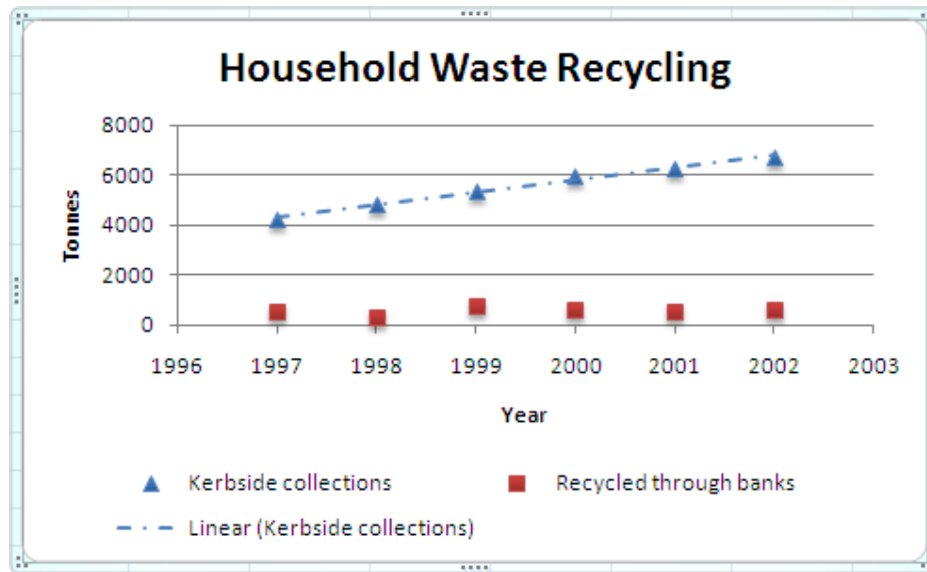 Household Waste Recycling
8000
6000
4000
2000
0
Tonnes
1996 1997 1998 1999 2000 2001 2002 2003
Year
Kerbside collections
Recycled through banks
Linear (Kerbside collections)